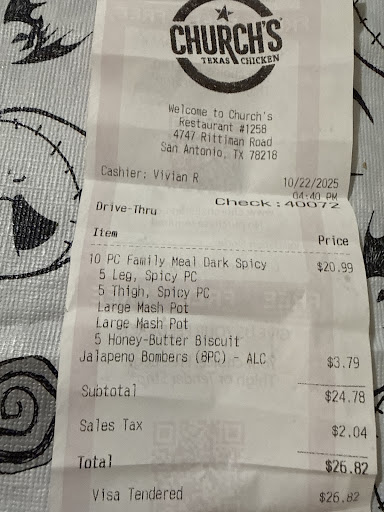 CHURCH'S
TEXAS CHICKEN
Welcome to Church's
Restaurant #1258
4747 Rittiman Road
San Antonio, TX 78218
Cashier: Vivian R 10/22/2025
04:40 PM
Drive-Thru Check:40072
Item Price
10 PC Family Meal Dark Spicy $20.99
5 Leg, Spicy PC
5 Thigh, Spicy PC
Large Mash Pot
Large Mash Pot
5 Honey-Butter Biscuit
Jalapeno Bombers (8PC) - ALC $3.79
Subtotal $24.78
Sales Tax $2.04
Total $26.82
Visa Tendered $26.82